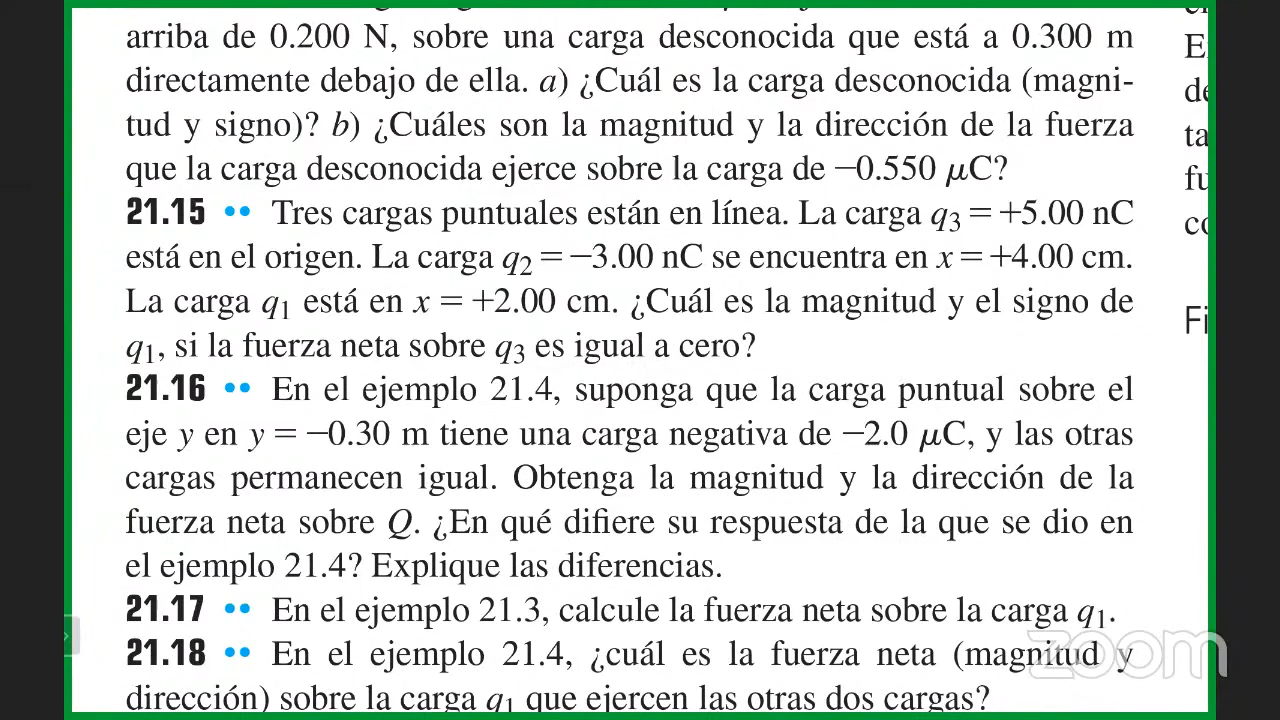 arriba de 0.200 N, sobre una carga desconocida que está a 0.300 m
directamente debajo de ella. a) ¿Cuál es la carga desconocida (magni-
tud y signo)? b) ¿Cuáles son la magnitud y la dirección de la fuerza
que la carga desconocida ejerce sobre la carga de −0.550 μC?
21.15 •• Tres cargas puntuales están en línea. La carga q3 = +5.00 nC
está en el origen. La carga q2 = −3.00 nC se encuentra en x = +4.00 cm.
La carga q1 está en x = +2.00 cm. ¿Cuál es la magnitud y el signo de
q1, si la fuerza neta sobre q3 es igual a cero?
21.16 •• En el ejemplo 21.4, suponga que la carga puntual sobre el
eje y en y = −0.30 m tiene una carga negativa de −2.0 μC, y las otras
cargas permanecen igual. Obtenga la magnitud y la dirección de la
fuerza neta sobre Q. ¿En qué difiere su respuesta de la que se dio en
el ejemplo 21.4? Explique las diferencias.
21.17 •• En el ejemplo 21.3, calcule la fuerza neta sobre la carga q1.
21.18 •• En el ejemplo 21.4, ¿cuál es la fuerza neta (magnitud y
dirección) sobre la carga q1 que ejercen las otras dos cargas?
zoom